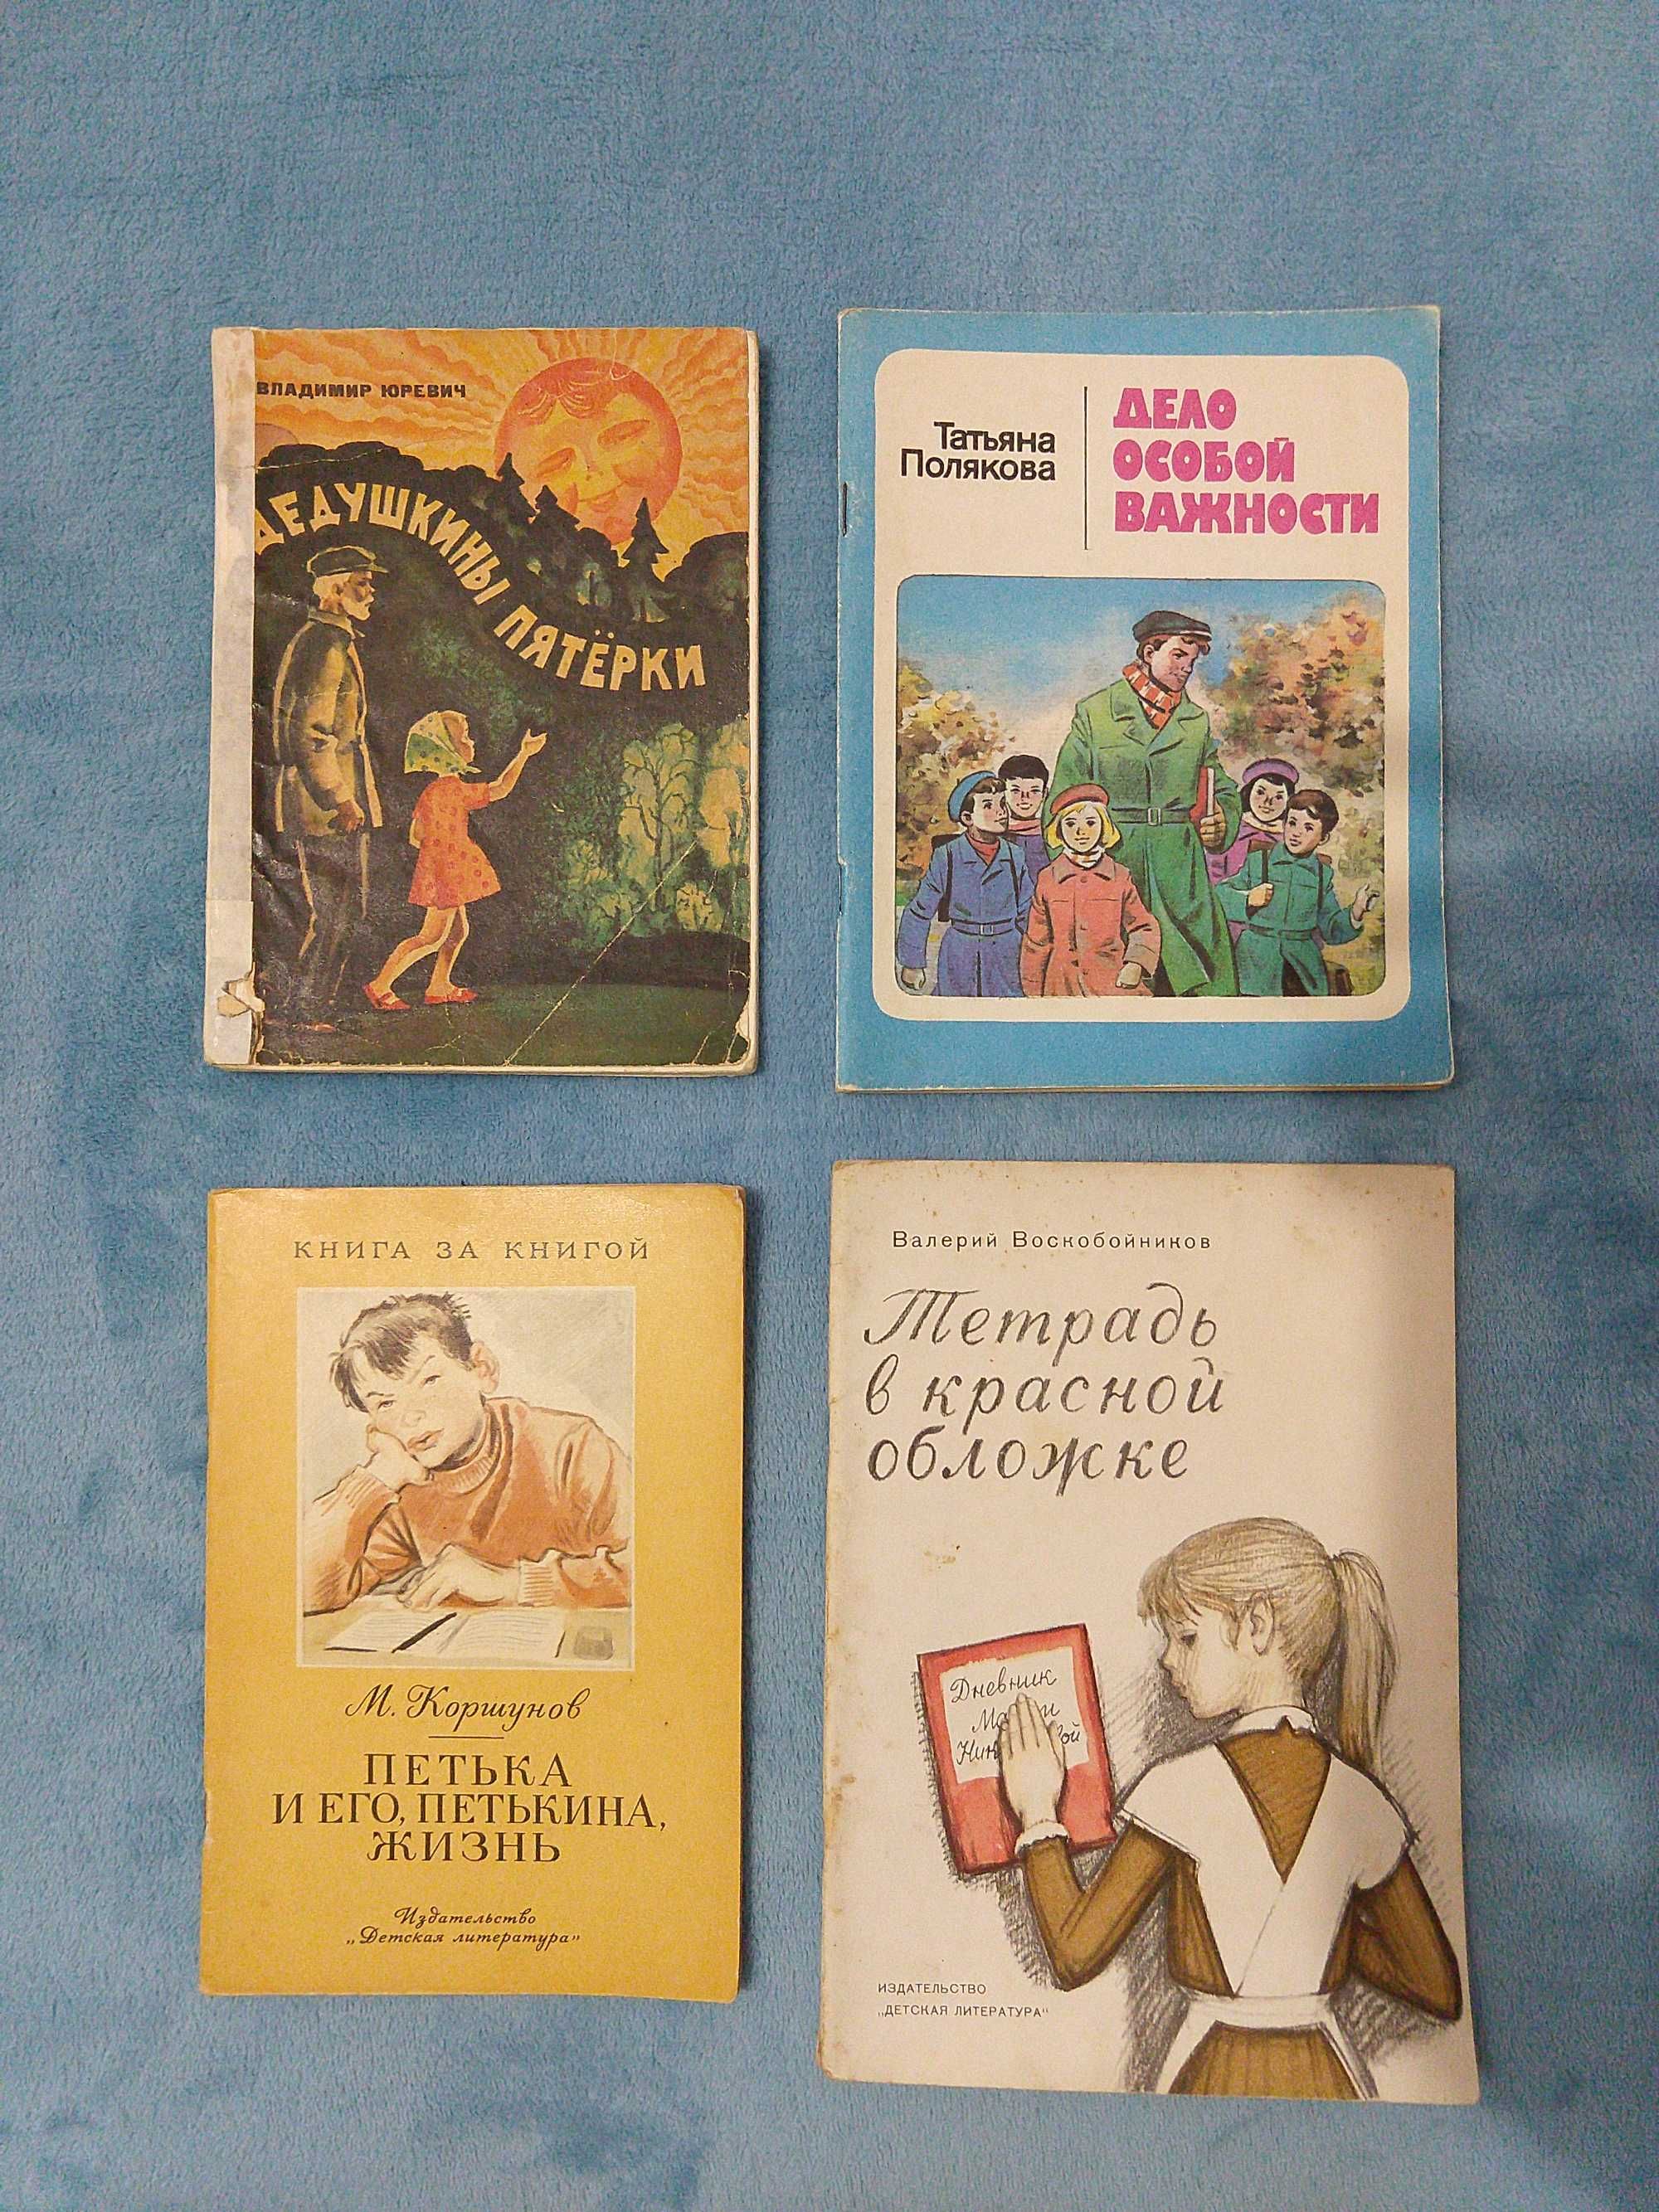 ВЛАДИМИР ЮРЕВИЧ
ДЕДУШКИНЫ ПЯТЁРКИ
Татьяна
Полякова
ДЕЛО
ОСОБОЙ
ВАЖНОСТИ
КНИГА ЗА КНИГОЙ
М. Коршунов
ПЕТЬКА
И ЕГО, ПЕТЬКИНА,
ЖИЗНЬ
Издательство
„Детская литература"
Валерий Воскобойников
Тетрадь
в красной
обложке
Дневник
ИЗДАТЕЛЬСТВО
„ДЕТСКАЯ ЛИТЕРАТУРА"